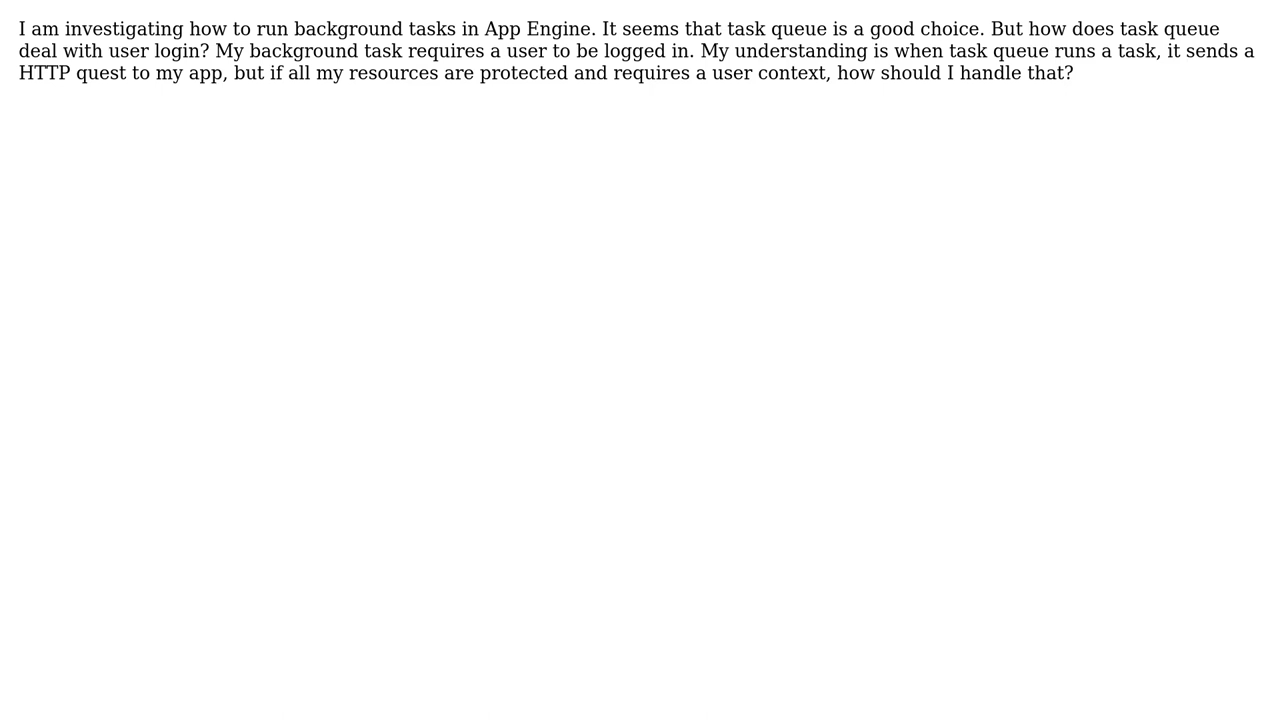 I am investigating how to run background tasks in App Engine. It seems that task queue is a good choice. But how does task queue
deal with user login? My background task requires a user to be logged in. My understanding is when task queue runs a task, it sends a
HTTP quest to my app, but if all my resources are protected and requires a user context, how should I handle that?